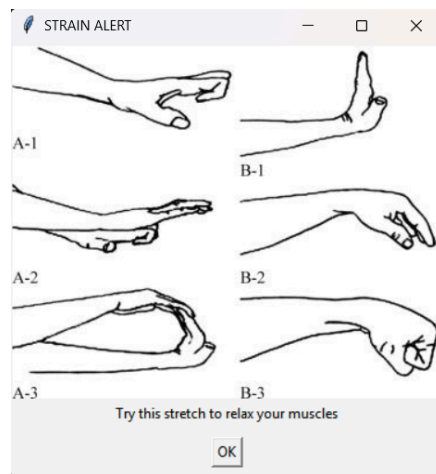 STRAIN ALERT
A-1
B-1
A-2
B-2
A-3
B-3
Try this stretch to relax your muscles
OK